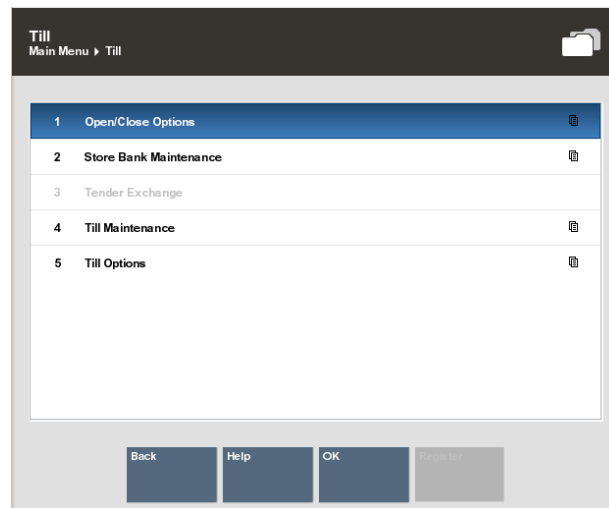 Till
Main Menu ▸ Till
1 Open/Close Options
2 Store Bank Maintenance
3 Tender Exchange
4 Till Maintenance
5 Till Options
Back Help OK Register